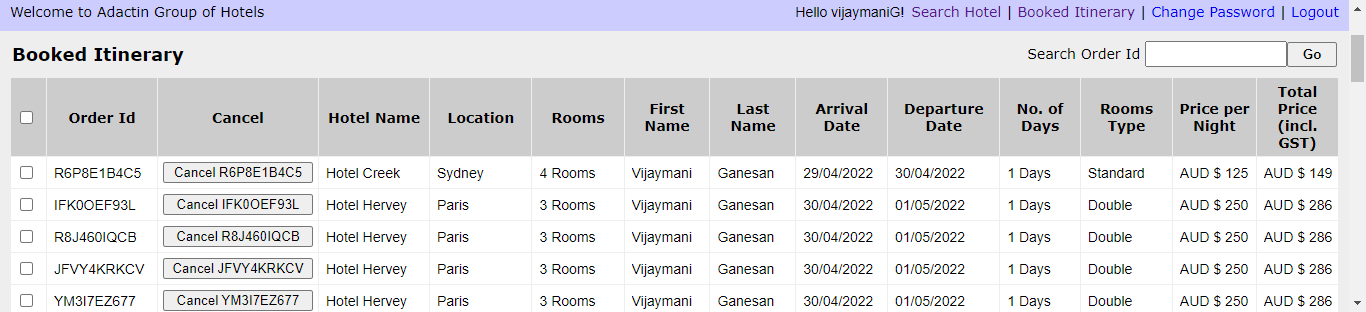 Welcome to Adactin Group of Hotels Hello vijaymaniG! Search Hotel | Booked Itinerary | Change Password | Logout
Booked Itinerary Search Order Id Go
Order Id Cancel Hotel Name Location Rooms First Name Last Name Arrival Date Departure Date No. of Days Rooms Type Price per Night Total Price (incl. GST)
R6P8E1B4C5 Cancel R6P8E1B4C5 Hotel Creek Sydney 4 Rooms Vijaymani Ganesan 29/04/2022 30/04/2022 1 Days Standard AUD $ 125 AUD $ 149
IFK0OEF93L Cancel IFK0OEF93L Hotel Hervey Paris 3 Rooms Vijaymani Ganesan 30/04/2022 01/05/2022 1 Days Double AUD $ 250 AUD $ 286
R8J460IQCB Cancel R8J460IQCB Hotel Hervey Paris 3 Rooms Vijaymani Ganesan 30/04/2022 01/05/2022 1 Days Double AUD $ 250 AUD $ 286
JFVY4KRKCV Cancel JFVY4KRKCV Hotel Hervey Paris 3 Rooms Vijaymani Ganesan 30/04/2022 01/05/2022 1 Days Double AUD $ 250 AUD $ 286
YM3I7EZ677 Cancel YM3I7EZ677 Hotel Hervey Paris 3 Rooms Vijaymani Ganesan 30/04/2022 01/05/2022 1 Days Double AUD $ 250 AUD $ 286